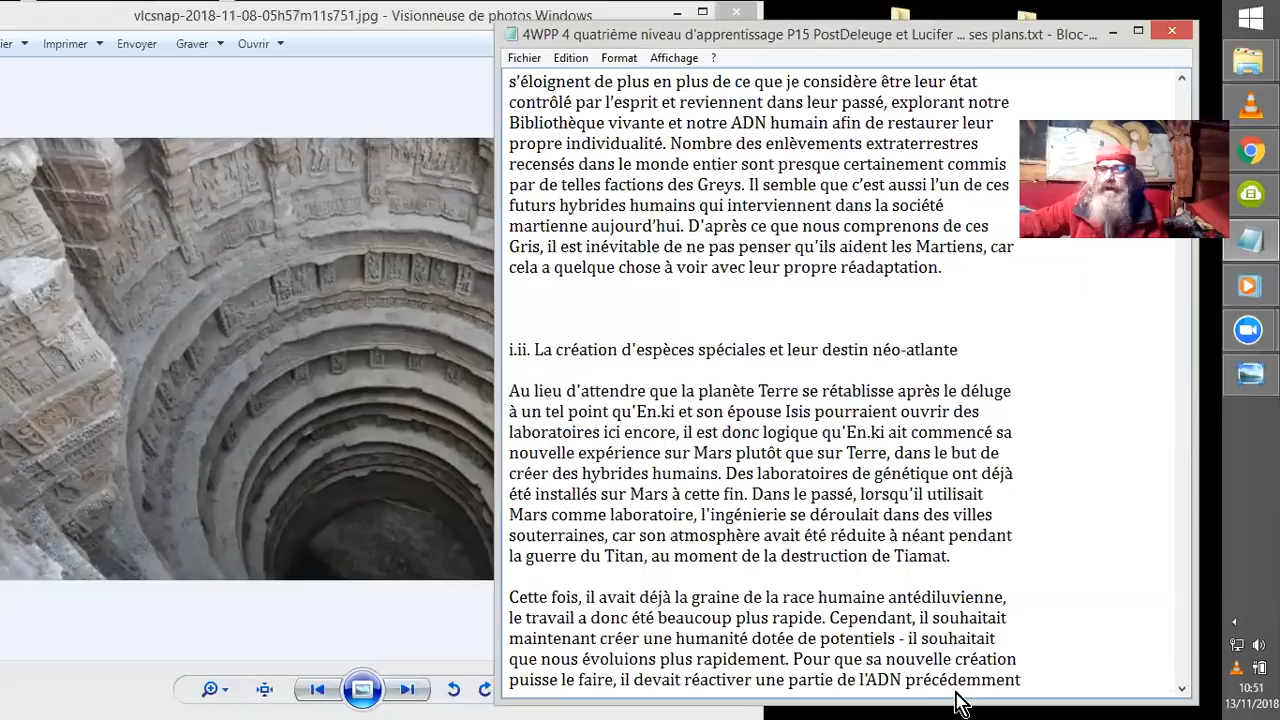 vlcsnap-2018-11-08-05h57m11s751.jpg - Visionneuse de photos Windows
Imprimer Envoyer Graver Ouvrir
4WPP 4 quatrième niveau d'apprentissage P15 PostDeleuge et Lucifer ... ses plans.txt - Bloc-...
Fichier Edition Format Affichage ?
s'éloignent de plus en plus de ce que je considère être leur état
contrôlé par l'esprit et reviennent dans leur passé, explorant notre
Bibliothèque vivante et notre ADN humain afin de restaurer leur
propre individualité. Nombre des enlèvements extraterrestres
recensés dans le monde entier sont presque certainement commis
par de telles factions des Greys. Il semble que c'est aussi l'un de ces
futurs hybrides humains qui interviennent dans la société
martienne aujourd'hui. D'après ce que nous comprenons de ces
Gris, il est inévitable de ne pas penser qu'ils aident les Martiens, car
cela a quelque chose à voir avec leur propre réadaptation.
i.ii. La création d'espèces spéciales et leur destin néo-atlante
Au lieu d'attendre que la planète Terre se rétablisse après le déluge
à un tel point qu'En.ki et son épouse Isis pourraient ouvrir des
laboratoires ici encore, il est donc logique qu'En.ki ait commencé sa
nouvelle expérience sur Mars plutôt que sur Terre, dans le but de
créer des hybrides humains. Des laboratoires de génétique ont déjà
été installés sur Mars à cette fin. Dans le passé, lorsqu'il utilisait
Mars comme laboratoire, l'ingénierie se déroulait dans des villes
souterraines, car son atmosphère avait été réduite à néant pendant
la guerre du Titan, au moment de la destruction de Tiamat.
Cette fois, il avait déjà la graine de la race humaine antédiluvienne,
le travail a donc été beaucoup plus rapide. Cependant, il souhaitait
maintenant créer une humanité dotée de potentiels - il souhaitait
que nous évoluions plus rapidement. Pour que sa nouvelle création
puisse le faire, il devait réactiver une partie de l'ADN précédemment
10:51
13/11/2018